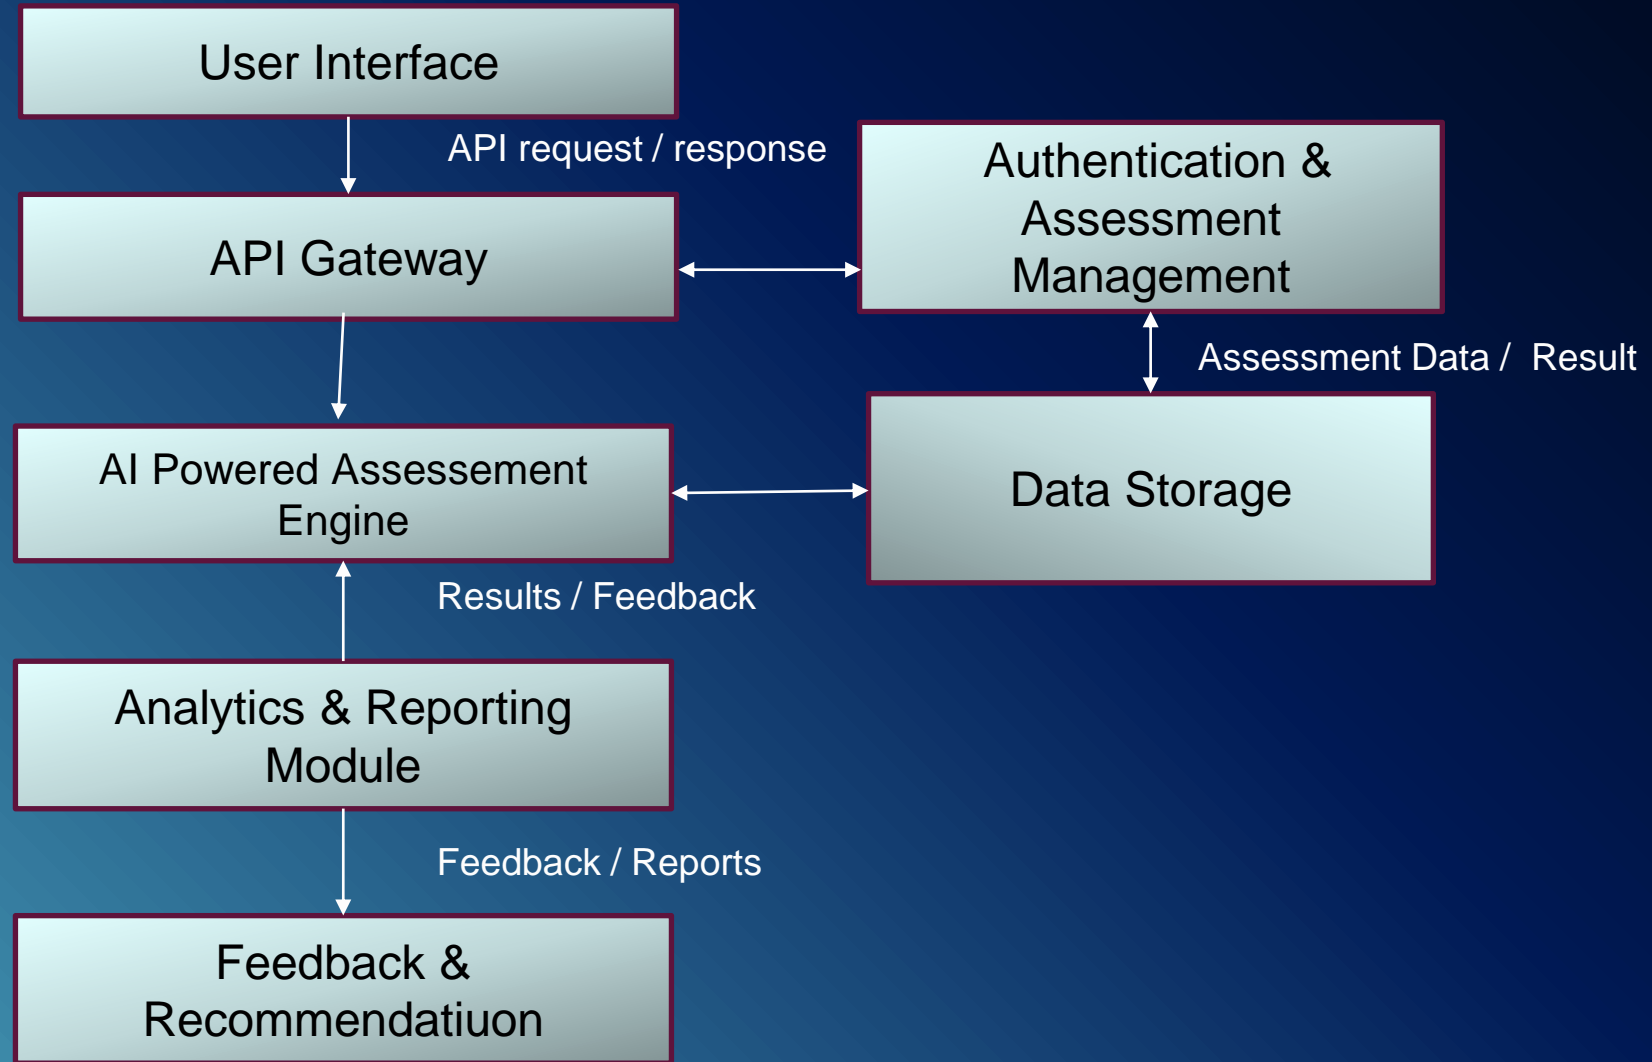 User Interface
API request / response
Authentication &
Assessment
Management
API Gateway
Assessment Data /  Result
AI Powered Assessement
Engine
Data Storage
Results / Feedback
Analytics & Reporting
Module
Feedback / Reports
Feedback &
Recommendatiuon